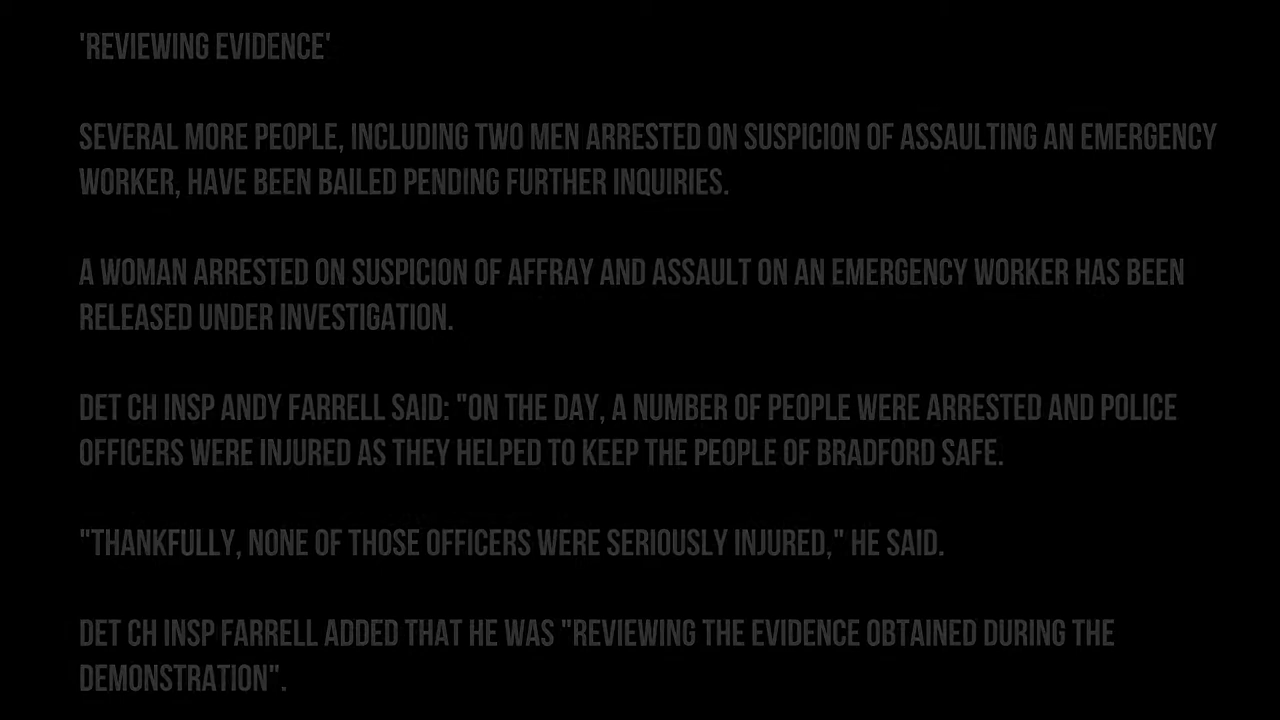 'REVIEWING EVIDENCE'
SEVERAL MORE PEOPLE, INCLUDING TWO MEN ARRESTED ON SUSPICION OF ASSAULTING AN EMERGENCY
WORKER, HAVE BEEN BAILED PENDING FURTHER INQUIRIES.
A WOMAN ARRESTED ON SUSPICION OF AFFRAY AND ASSAULT ON AN EMERGENCY WORKER HAS BEEN
RELEASED UNDER INVESTIGATION.
DET CH INSP ANDY FARRELL SAID: "ON THE DAY, A NUMBER OF PEOPLE WERE ARRESTED AND POLICE
OFFICERS WERE INJURED AS THEY HELPED TO KEEP THE PEOPLE OF BRADFORD SAFE.
"THANKFULLY, NONE OF THOSE OFFICERS WERE SERIOUSLY INJURED," HE SAID.
DET CH INSP FARRELL ADDED THAT HE WAS "REVIEWING THE EVIDENCE OBTAINED DURING THE
DEMONSTRATION".